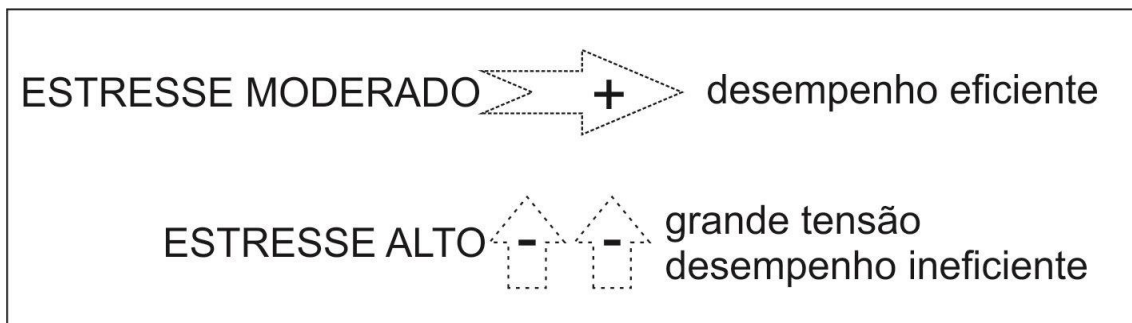 ESTRESSE MODERADO + desempenho eficiente
ESTRESSE ALTO - - grande tensão
desempenho ineficiente